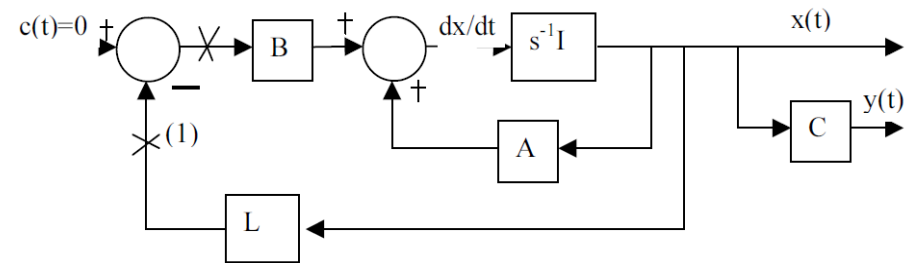 c(t)=0 +
B
+
dx/dt
s⁻¹I
x(t)
y(t)
C
−
+
(1)
A
L